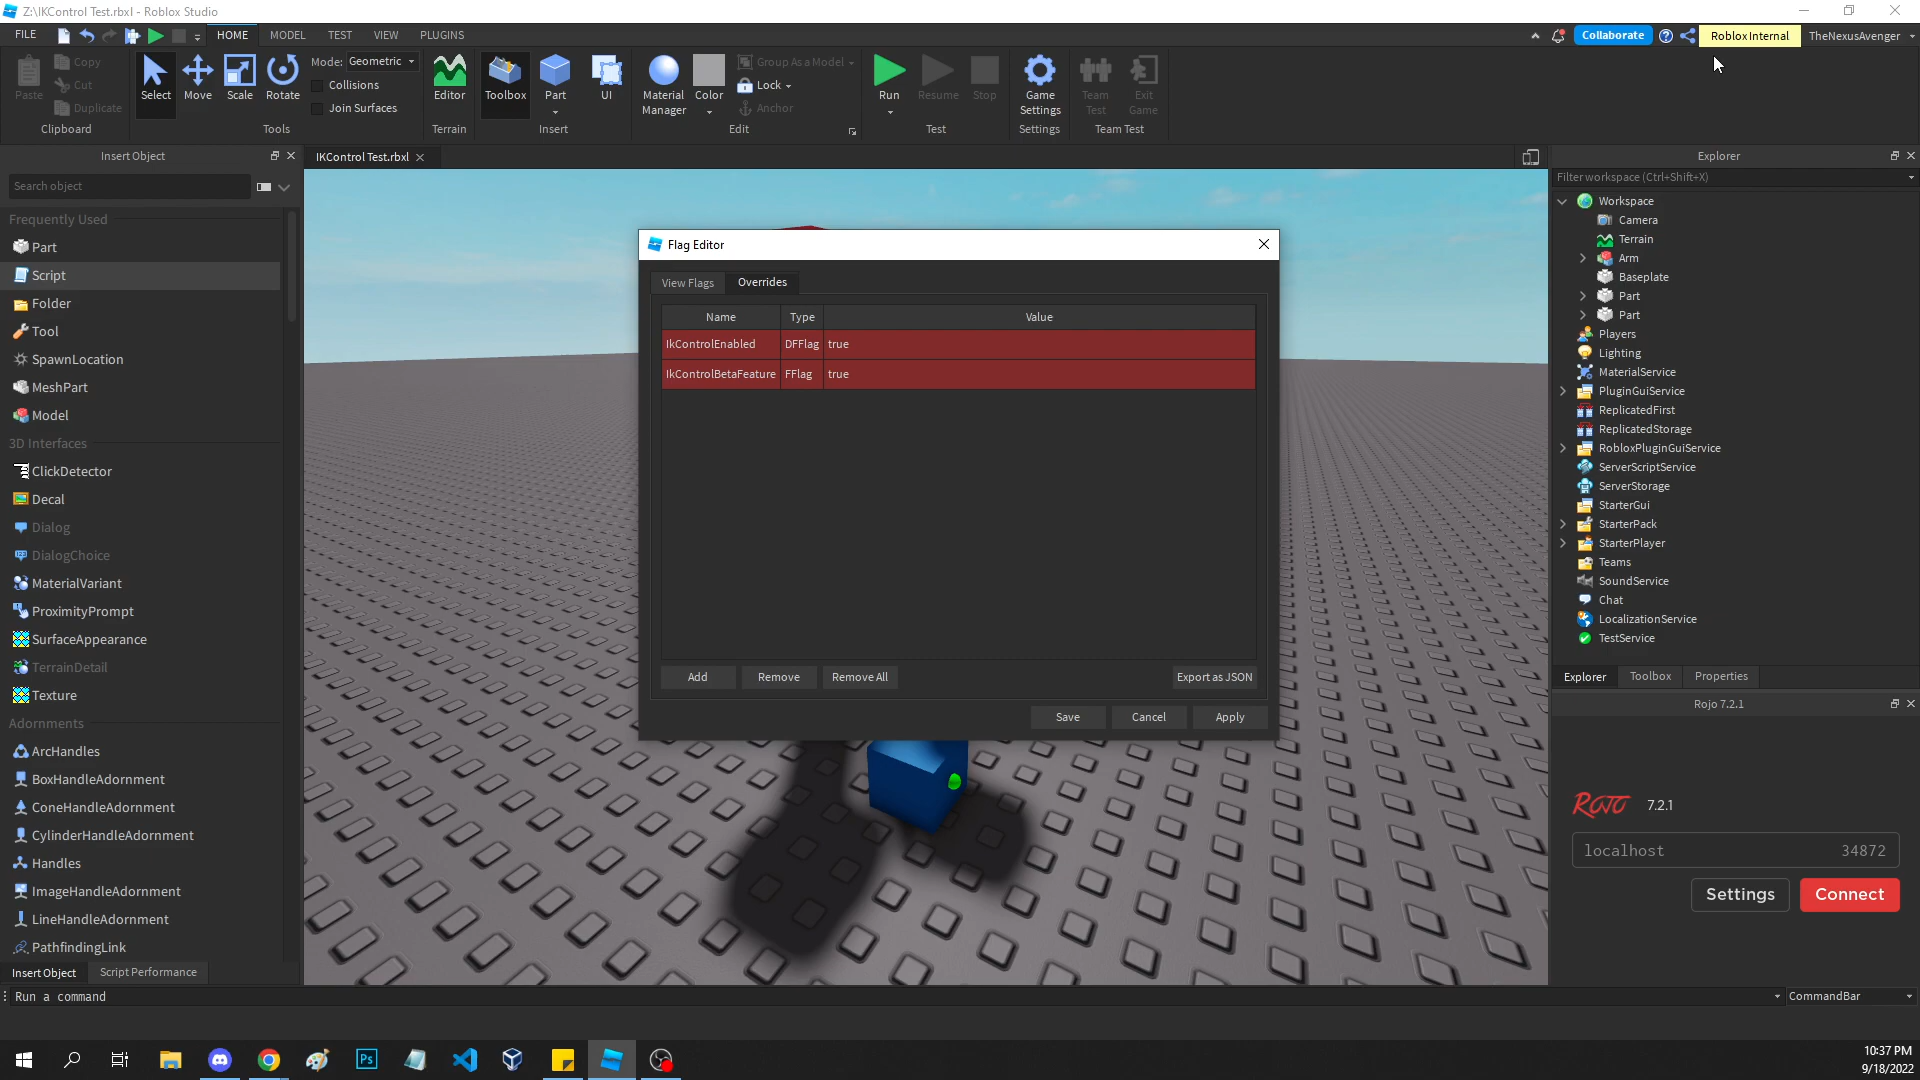 Z:\IKControl Test.rbxl - Roblox Studio
FILE
HOME MODEL TEST VIEW PLUGINS
Collaborate
Roblox Internal
TheNexusAvenger
Paste
Copy
Cut
Duplicate
Clipboard
Select
Move
Scale
Rotate
Mode: Geometric
Collisions
Join Surfaces
Tools
Editor
Terrain
Toolbox
Part
UI
Insert
Material Manager
Color
Group As a Model
Lock
Anchor
Edit
Run
Resume
Stop
Test
Game Settings
Settings
Team Test
Exit Game
Team Test
Insert Object
Search object
Frequently Used
Part
Script
Folder
Tool
SpawnLocation
MeshPart
Model
3D Interfaces
ClickDetector
Decal
Dialog
DialogChoice
MaterialVariant
ProximityPrompt
SurfaceAppearance
TerrainDetail
Texture
Adornments
ArcHandles
BoxHandleAdornment
ConeHandleAdornment
CylinderHandleAdornment
Handles
ImageHandleAdornment
LineHandleAdornment
PathfindingLink
Insert Object
Script Performance
IKControl Test.rbxl
Flag Editor
View Flags
Overrides
Name Type Value
IkControlEnabled DFFlag true
IkControlBetaFeature FFlag true
Add
Remove
Remove All
Export as JSON
Save
Cancel
Apply
Explorer
Filter workspace (Ctrl+Shift+X)
Workspace
Camera
Terrain
Arm
Baseplate
Part
Part
Players
Lighting
MaterialService
PluginGuiService
ReplicatedFirst
ReplicatedStorage
RobloxPluginGuiService
ServerScriptService
ServerStorage
StarterGui
StarterPack
StarterPlayer
Teams
SoundService
Chat
LocalizationService
TestService
Explorer
Toolbox
Properties
Rojo 7.2.1
ROJO 7.2.1
localhost 34872
Settings
Connect
Run a command
CommandBar
Ps
10:37 PM
9/18/2022